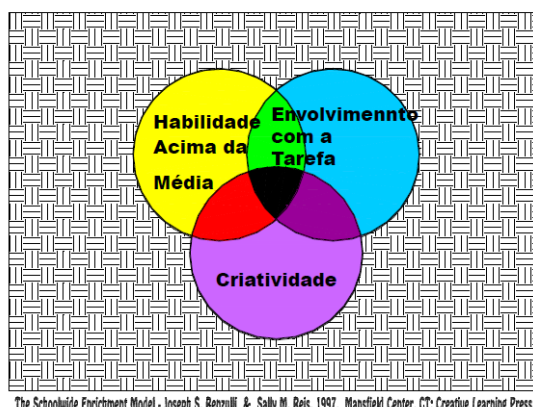 Habilidade
Acima da
Média
Envolvimennto
com a
Tarefa
Criatividade
The Schoolwide Enrichment Model - Joseph S. Renzulli & Sally M. Reis, 1997. Mansfield Center, CT: Creative Learning Press